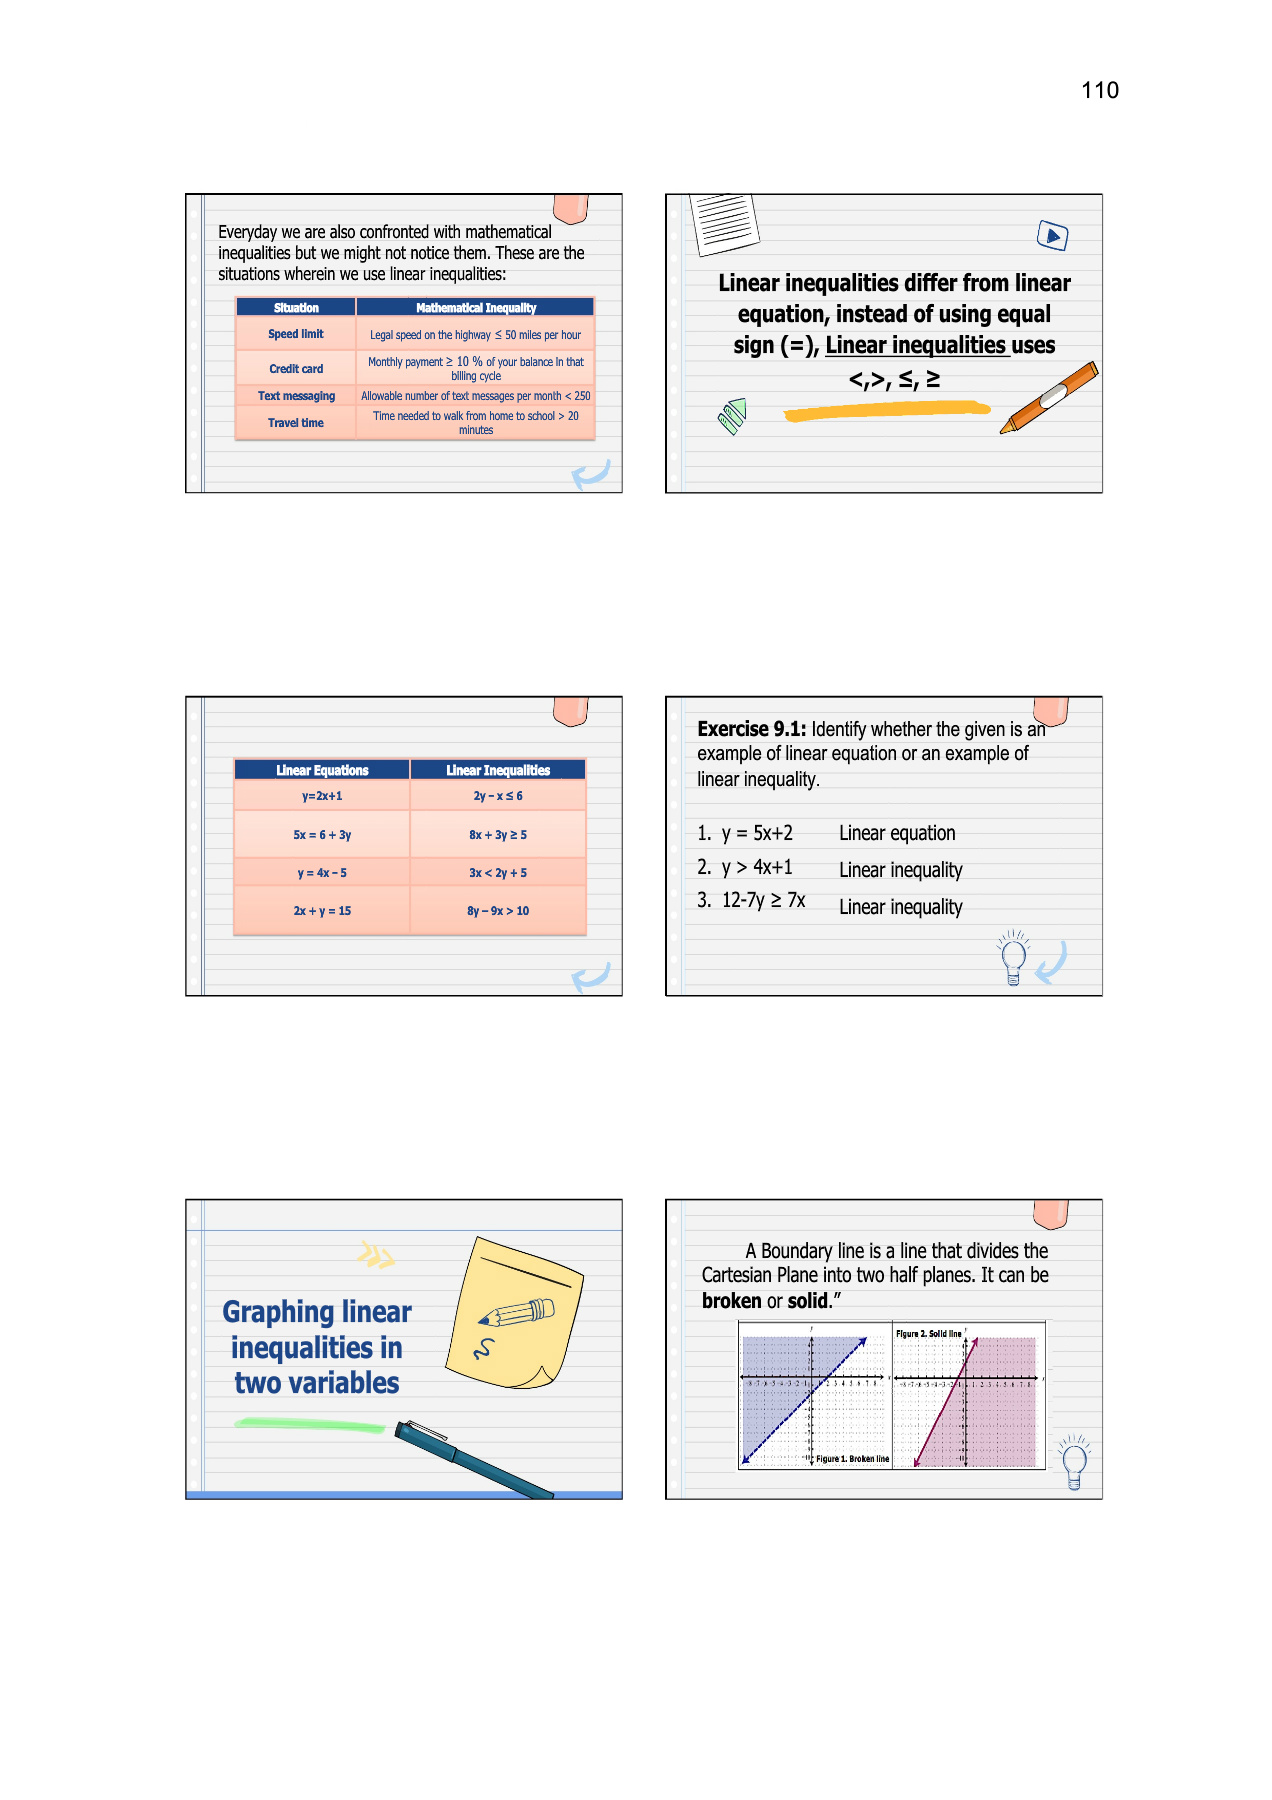 110
Everyday we are also confronted with mathematical
inequalities but we might not notice them. These are the
situations wherein we use linear inequalities:
Situation Mathematical Inequality
Speed limit Legal speed on the highway ≤ 50 miles per hour
Credit card Monthly payment ≥ 10 % of your balance in that
billing cycle
Text messaging Allowable number of text messages per month < 250
Travel time Time needed to walk from home to school > 20
minutes
Linear inequalities differ from linear
equation, instead of using equal
sign (=), Linear inequalities uses
<,>, ≤, ≥
Linear Equations Linear Inequalities
y=2x+1 2y – x ≤ 6
5x = 6 + 3y 8x + 3y ≥ 5
y = 4x – 5 3x < 2y + 5
2x + y = 15 8y – 9x > 10
Exercise 9.1: Identify whether the given is an
example of linear equation or an example of
linear inequality.
1. y = 5x+2 Linear equation
2. y > 4x+1 Linear inequality
3. 12-7y ≥ 7x Linear inequality
Graphing linear
inequalities in
two variables
A Boundary line is a line that divides the
Cartesian Plane into two half planes. It can be
broken or solid.”
Figure 2. Solid line
Figure 1. Broken line